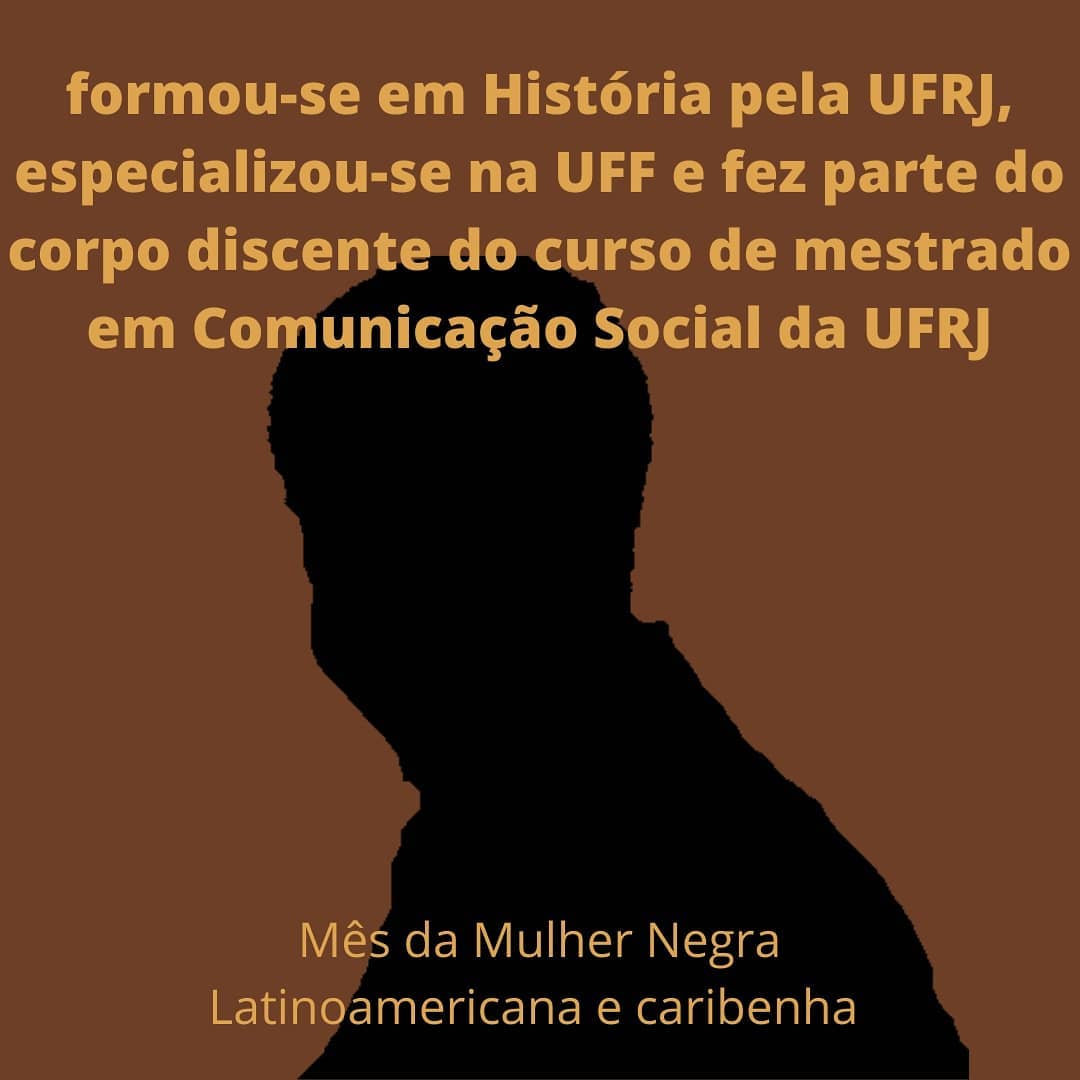 formou-se em História pela UFRJ,
especializou-se na UFF e fez parte do
corpo discente do curso de mestrado
em Comunicação Social da UFRJ
Mês da Mulher Negra
Latinoamericana e caribenha